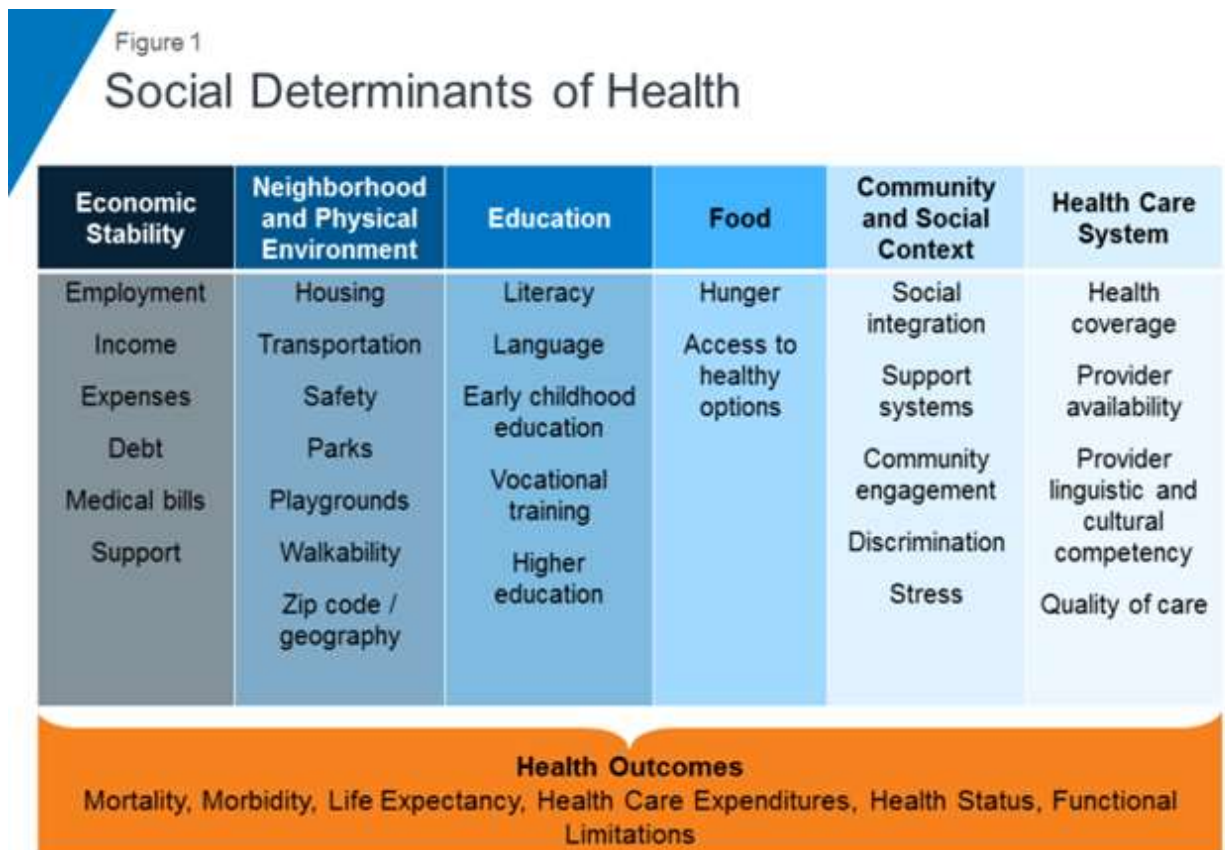 Figure 1
Social Determinants of Health
Economic
Stability
Neighborhood
and Physical
Environment
Education
Food
Community
and Social
Context
Health Care
System
Employment
Income
Expenses
Debt
Medical bills
Support
Housing
Transportation
Safety
Parks
Playgrounds
Walkability
Zip code /
geography
Literacy
Language
Early childhood
education
Vocational
training
Higher
education
Hunger
Access to
healthy
options
Social
integration
Support
systems
Community
engagement
Discrimination
Stress
Health
coverage
Provider
availability
Provider
linguistic and
cultural
competency
Quality of care
Health Outcomes
Mortality, Morbidity, Life Expectancy, Health Care Expenditures, Health Status, Functional
Limitations